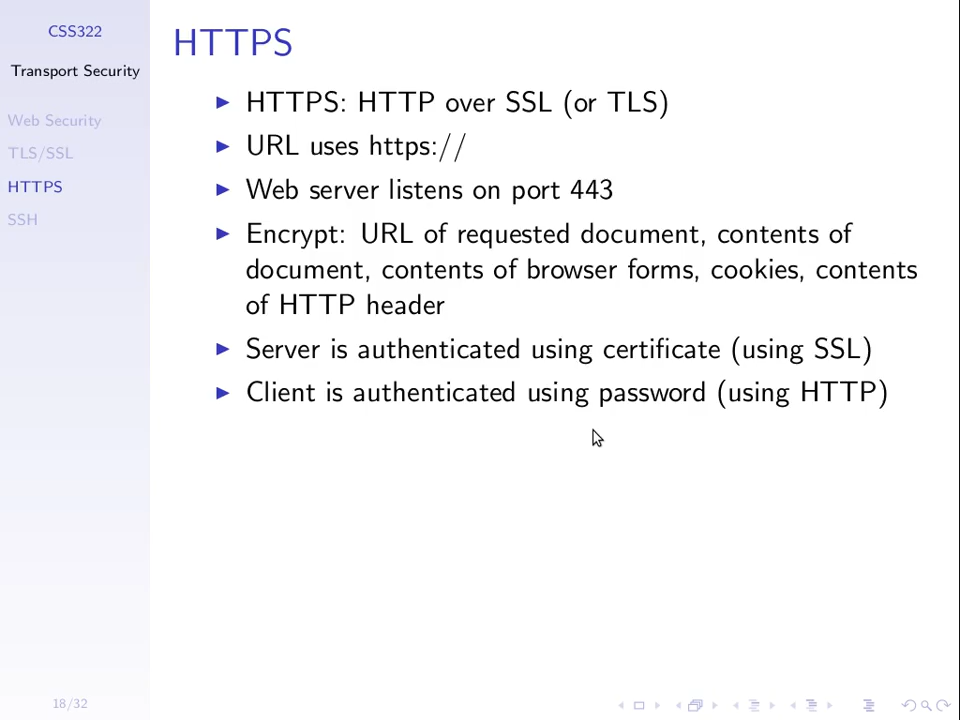 CSS322
Transport Security
Web Security
TLS/SSL
HTTPS
SSH
HTTPS
HTTPS: HTTP over SSL (or TLS)
URL uses https://
Web server listens on port 443
Encrypt: URL of requested document, contents of
document, contents of browser forms, cookies, contents
of HTTP header
Server is authenticated using certificate (using SSL)
Client is authenticated using password (using HTTP)
18/32